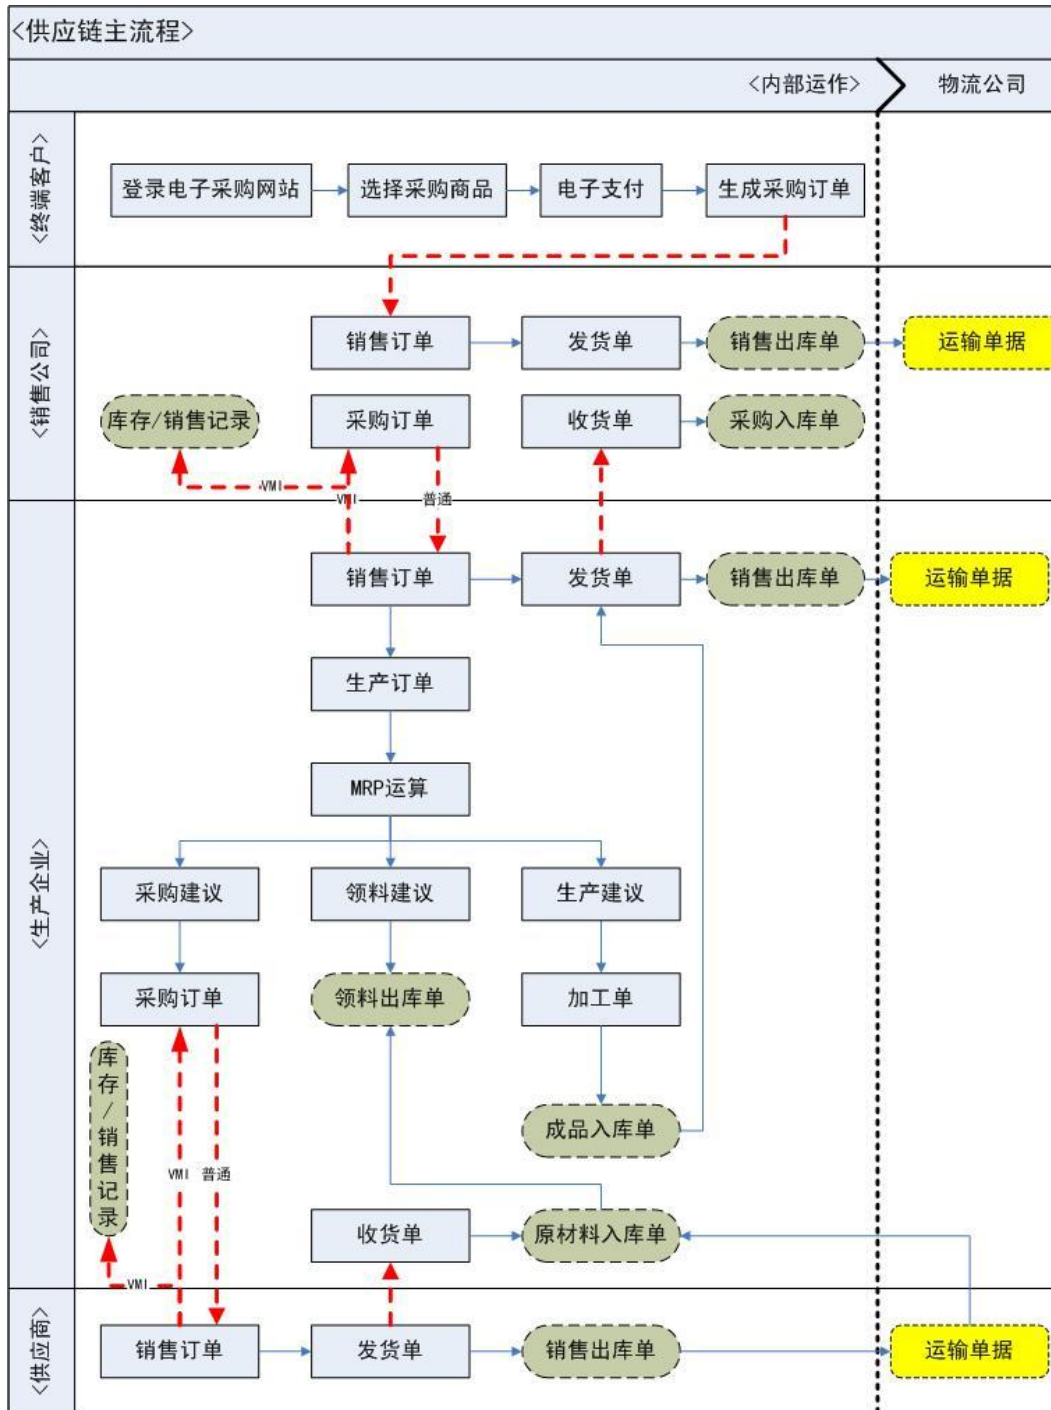 <供应链主流程>
<内部运作>
物流公司
<终端客户>
登录电子采购网站
选择采购商品
电子支付
生成采购订单
<销售公司>
销售订单
发货单
销售出库单
运输单据
库存/销售记录
采购订单
收货单
采购入库单
VMI
VMI
普通
<生产企业>
销售订单
发货单
销售出库单
运输单据
生产订单
MRP运算
采购建议
领料建议
生产建议
采购订单
领料出库单
加工单
库存/销售记录
成品入库单
VMI
普通
收货单
原材料入库单
VMI
<供应商>
销售订单
发货单
销售出库单
运输单据